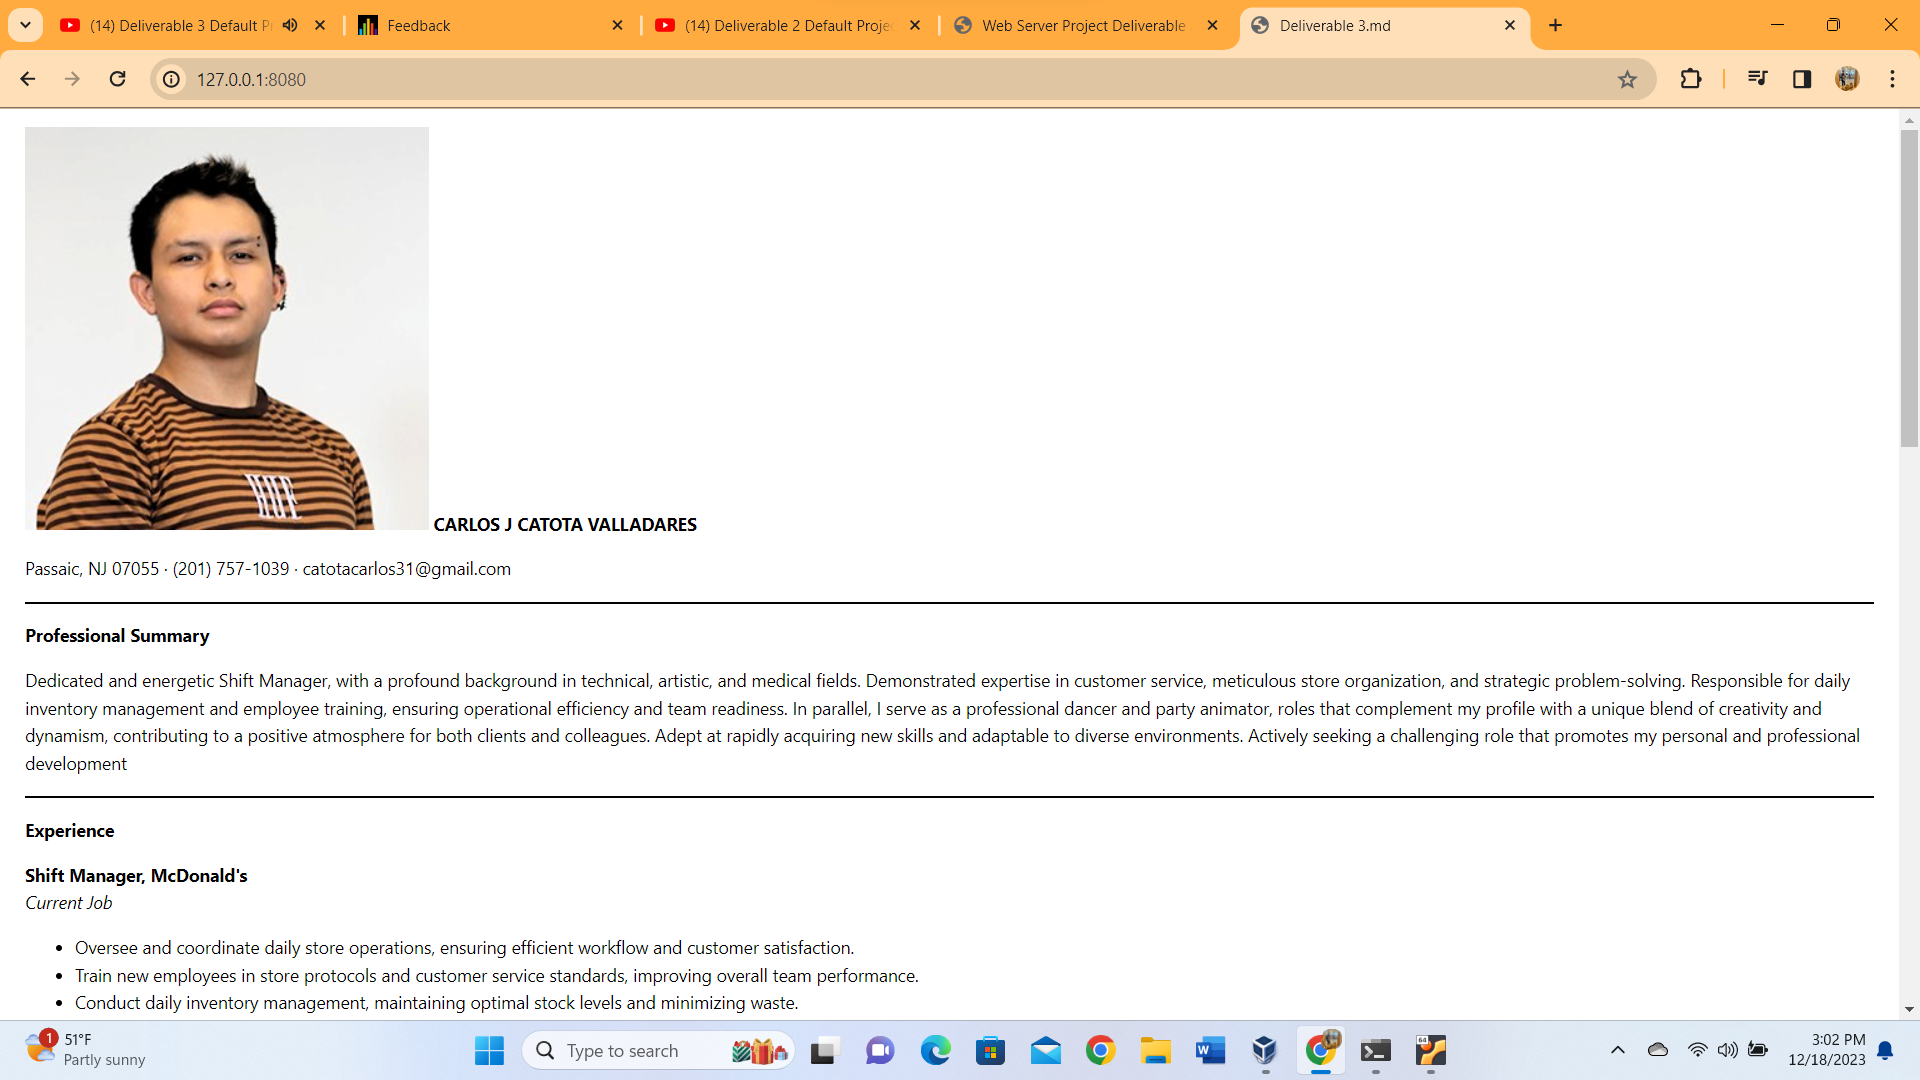 (14) Deliverable 3 Default Pr
Feedback
(14) Deliverable 2 Default Projec
Web Server Project Deliverable
Deliverable 3.md
127.0.0.1:8080
CARLOS J CATOTA VALLADARES
Passaic, NJ 07055 · (201) 757-1039 · catotacarlos31@gmail.com
Professional Summary
Dedicated and energetic Shift Manager, with a profound background in technical, artistic, and medical fields. Demonstrated expertise in customer service, meticulous store organization, and strategic problem-solving. Responsible for daily
inventory management and employee training, ensuring operational efficiency and team readiness. In parallel, I serve as a professional dancer and party animator, roles that complement my profile with a unique blend of creativity and
dynamism, contributing to a positive atmosphere for both clients and colleagues. Adept at rapidly acquiring new skills and adaptable to diverse environments. Actively seeking a challenging role that promotes my personal and professional
development
Experience
Shift Manager, McDonald's
Current Job
• Oversee and coordinate daily store operations, ensuring efficient workflow and customer satisfaction.
• Train new employees in store protocols and customer service standards, improving overall team performance.
• Conduct daily inventory management, maintaining optimal stock levels and minimizing waste.
1
51°F
Partly sunny
Type to search
64
3:02 PM
12/18/2023